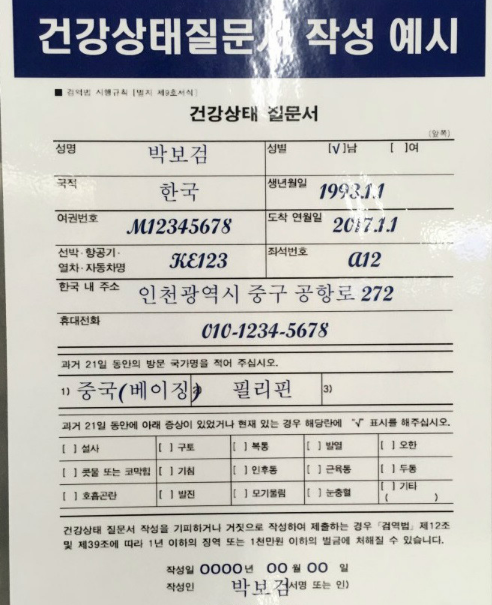 건강상태질문서 작성 예시
■ 검역법 시행규칙 [별지 제9호서식]
건강상태 질문서
(앞쪽)
성명 박보검 성별 [√]남 [ ]여
국적 한국 생년월일 1993.1.1
여권번호 M12345678 도착 연월일 2017.1.1
선박·항공기·
열차·자동차명 KE123 좌석번호 A12
한국 내 주소 인천광역시 중구 공항로 272
휴대전화 010-1234-5678
과거 21일 동안의 방문 국가명을 적어 주십시오.
1) 중국(베이징) 2) 필리핀 3)
과거 21일 동안에 아래 증상이 있었거나 현재 있는 경우 해당란에 "√" 표시를 해주십시오.
[ ] 설사 [ ] 구토 [ ] 복통 [ ] 발열 [ ] 오한
[ ] 콧물 또는 코막힘 [ ] 기침 [ ] 인후통 [ ] 근육통 [ ] 두통
[ ] 호흡곤란 [ ] 발진 [ ] 모기물림 [ ] 눈충혈 [ ] 기타
( )
건강상태 질문서 작성을 기피하거나 거짓으로 작성하여 제출하는 경우 「검역법」 제12조
및 제39조에 따라 1년 이하의 징역 또는 1천만원 이하의 벌금에 처해질 수 있습니다.
작성일 0000년 00월 00일
작성인 박보검(서명 또는 인)